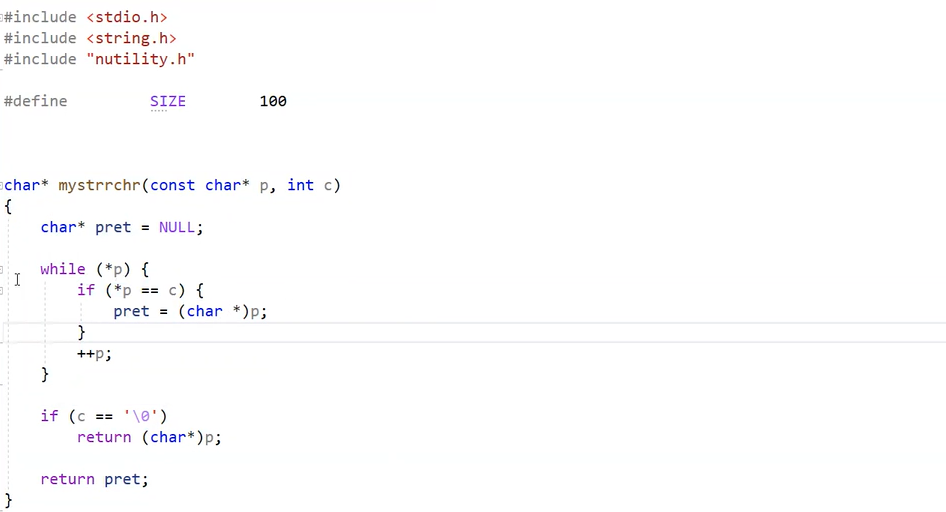 #include <stdio.h>
#include <string.h>
#include "nutility.h"
#define SIZE 100
char* mystrrchr(const char* p, int c)
{
char* pret = NULL;
while (*p) {
if (*p == c) {
pret = (char *)p;
}
++p;
}
if (c == '\0')
return (char*)p;
return pret;
}